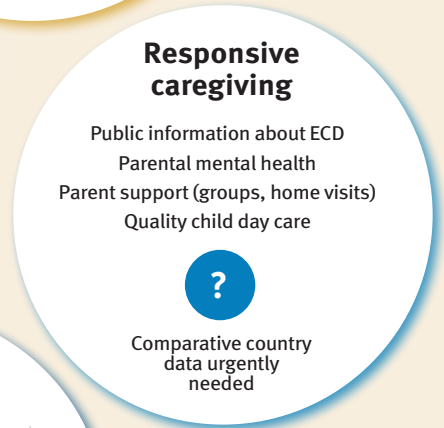 Responsive
caregiving
Public information about ECD
Parental mental health
Parent support (groups, home visits)
Quality child day care
?
Comparative country
data urgently
needed